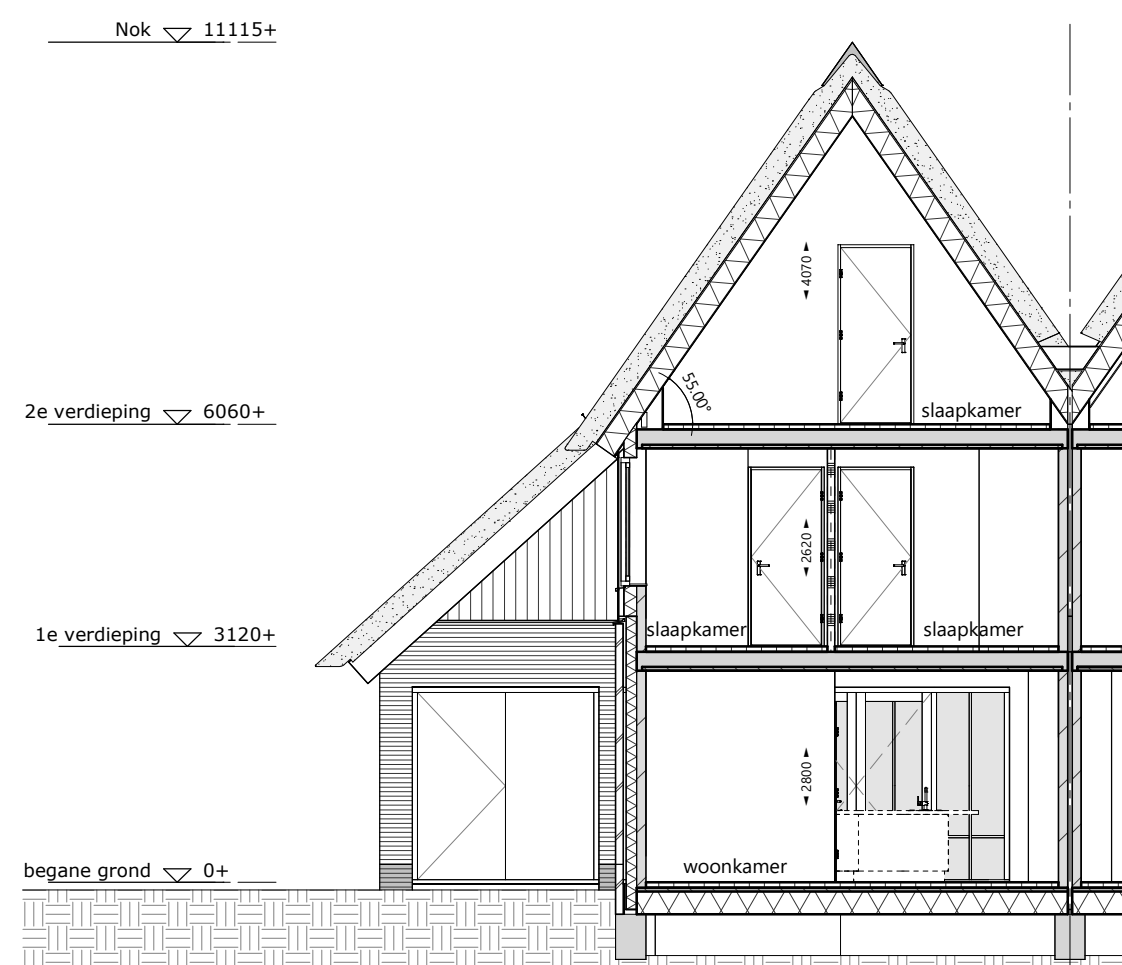 Nok 11115+
4070
55.00°
2e verdieping 6060+
slaapkamer
2620
1e verdieping 3120+
slaapkamer slaapkamer
2800
begane grond 0+
woonkamer